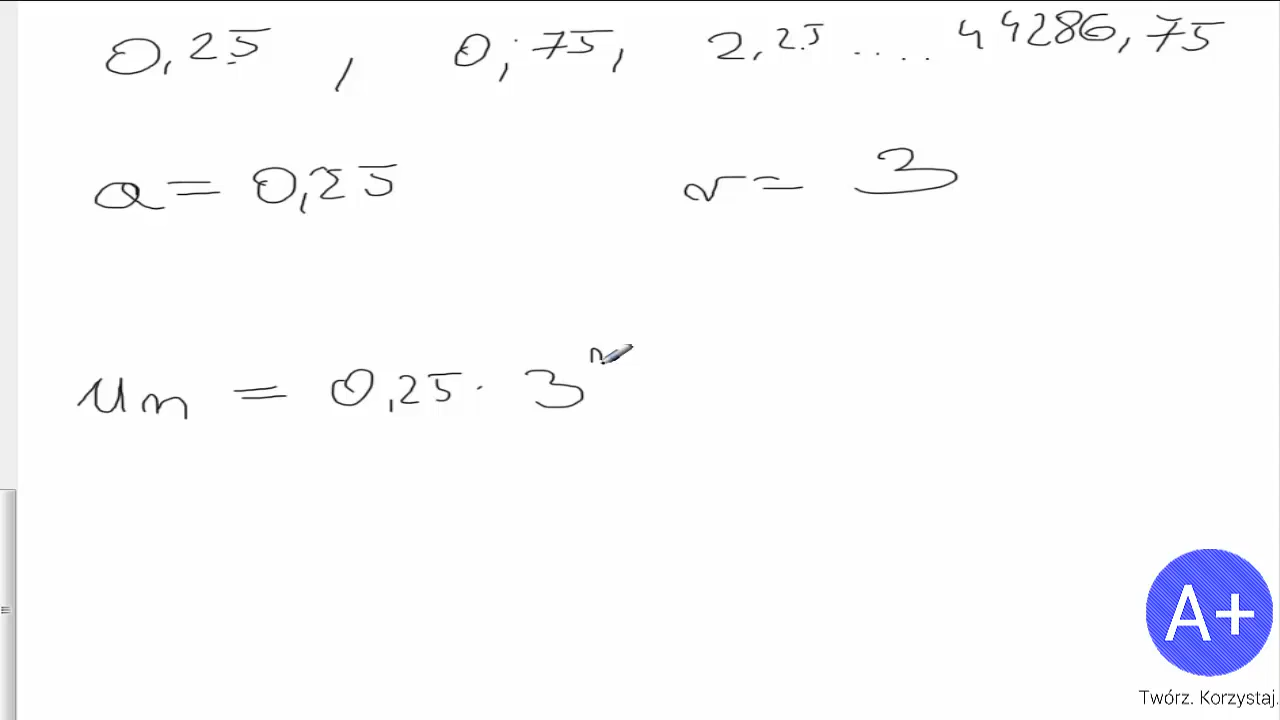 0,25 , 0,75, 2,25 .... 44286,75
a = 0,25 r = 3
un = 0,25 · 3ⁿ
A+
Twórz. Korzystaj.